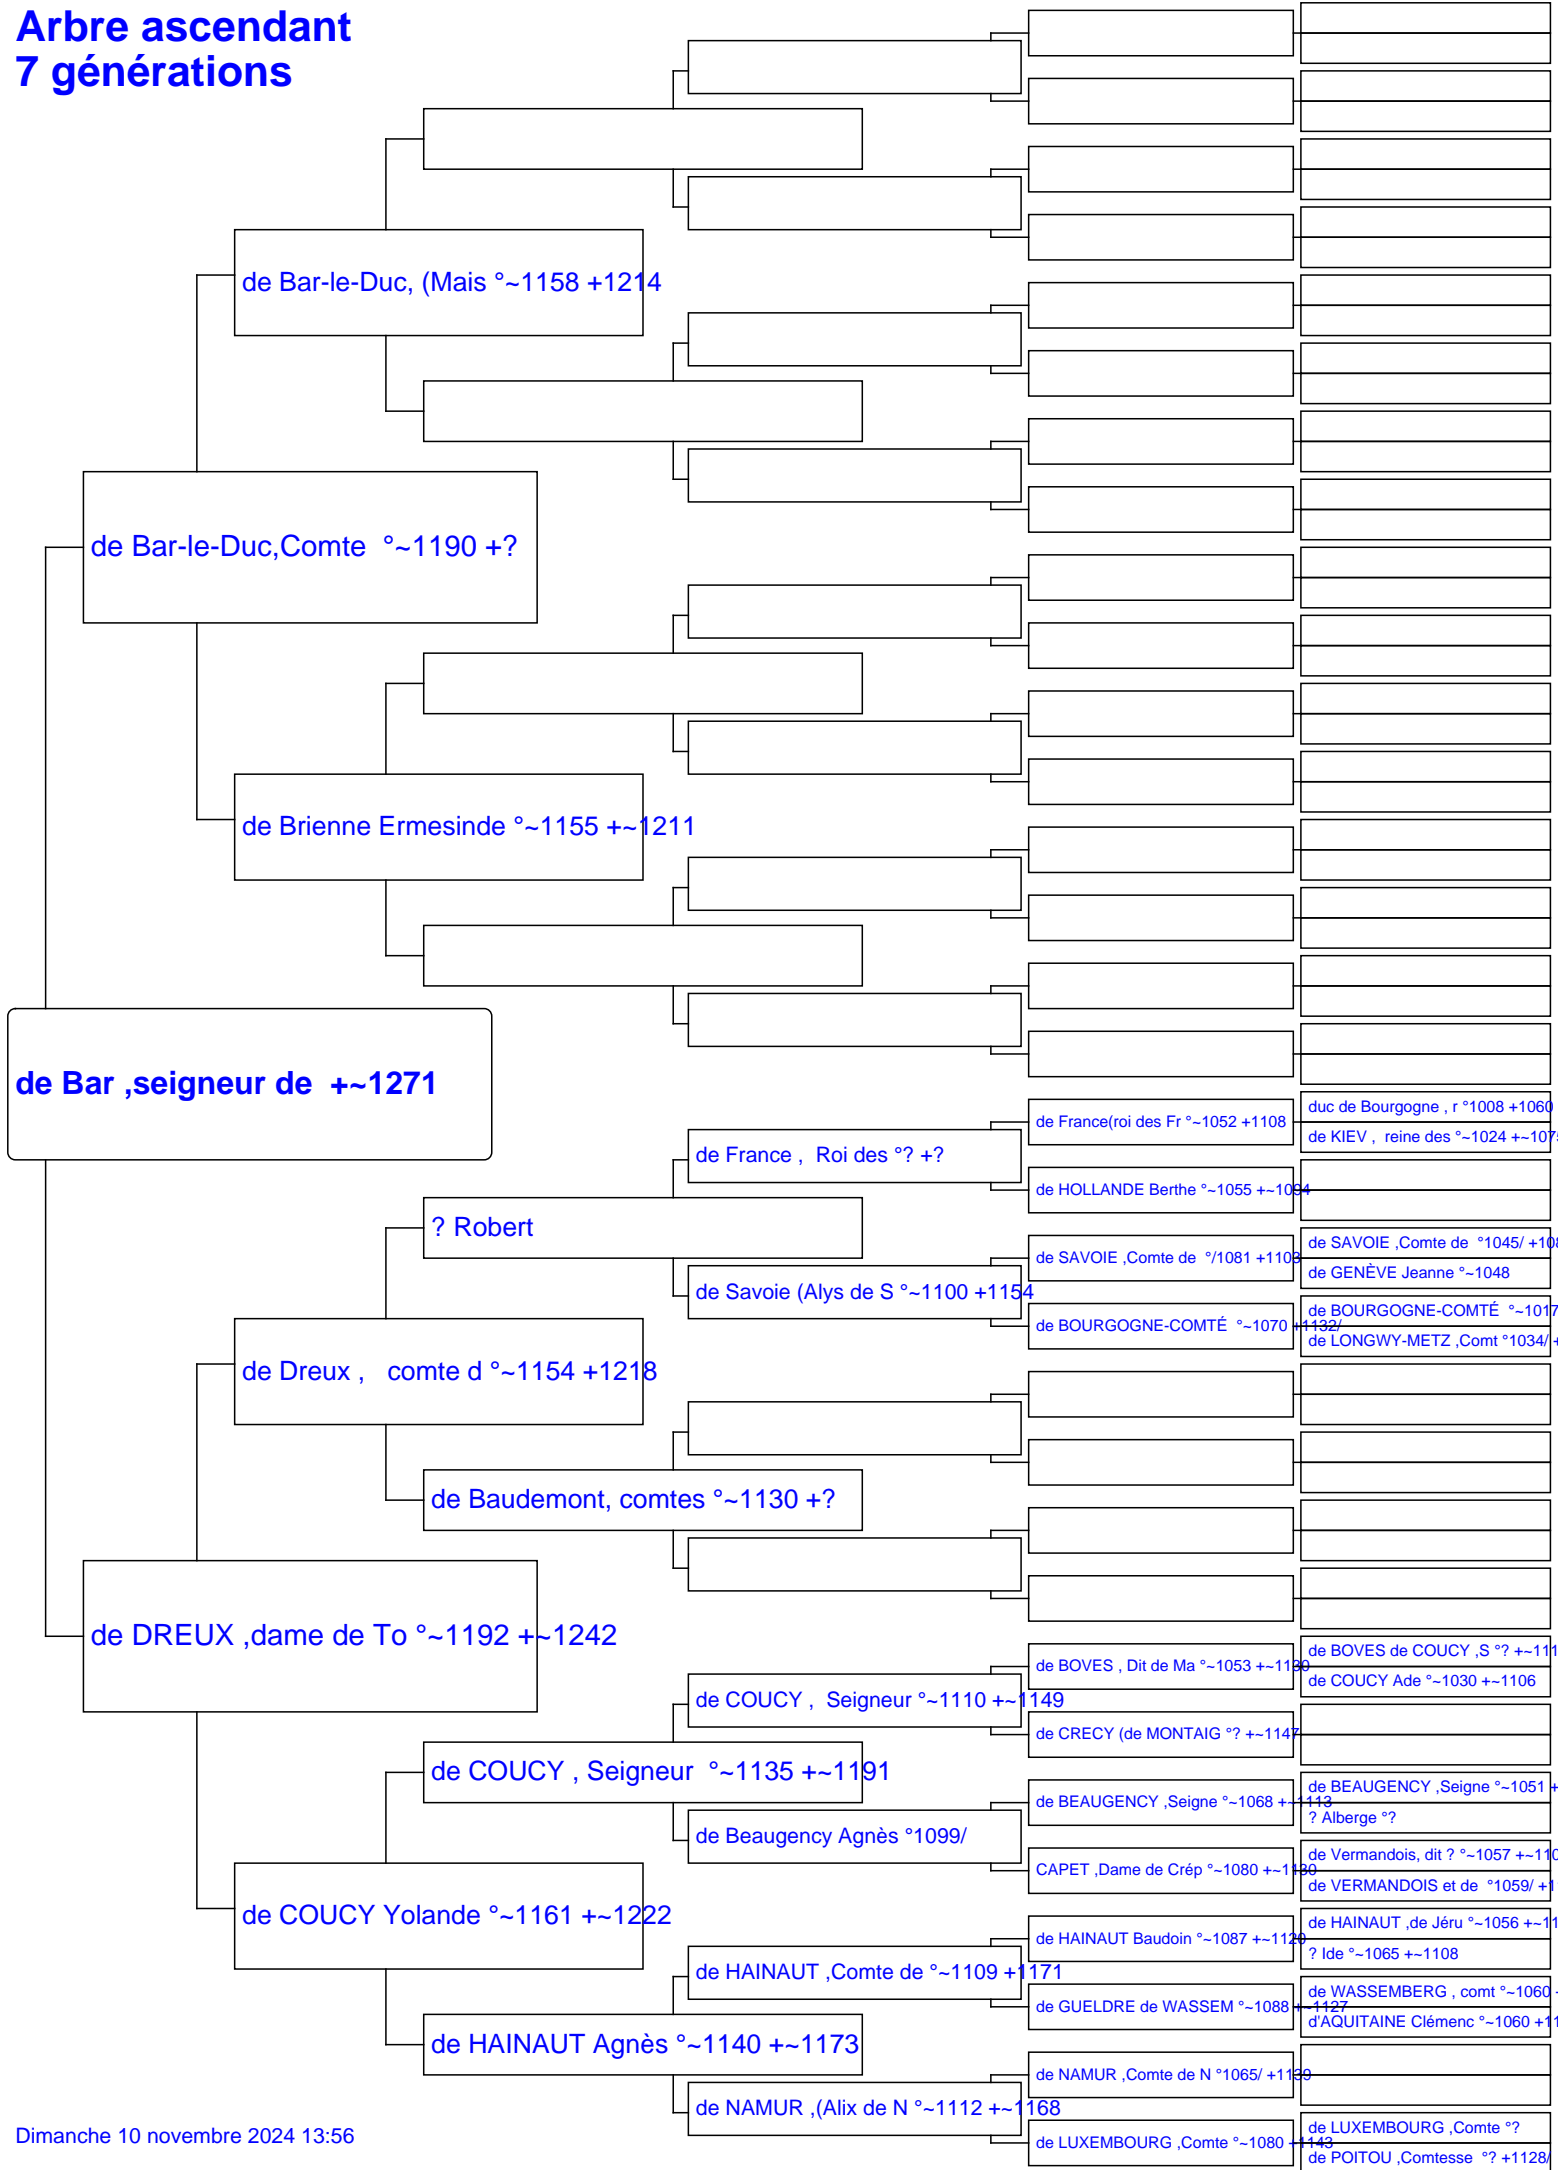 Arbre ascendant
7 générations
de Bar-le-Duc, (Mais °~1158 +1214
de Bar-le-Duc,Comte  °~1190 +?
de Brienne Ermesinde °~1155 +~1211
de Bar ,seigneur de  +~1271
duc de Bourgogne , r °1008 +1060
de France(roi des Fr °~1052 +1108
de KIEV ,  reine des °~1024 +~1075
de France ,  Roi des °? +?
de HOLLANDE Berthe °~1055 +~1094
? Robert
de SAVOIE ,Comte de  °1045/ +108
de SAVOIE ,Comte de  °/1081 +1103
de GENÈVE Jeanne °~1048
de Savoie (Alys de S °~1100 +1154
de BOURGOGNE-COMTÉ  °~1017
de BOURGOGNE-COMTÉ  °~1070 +1132/
de LONGWY-METZ ,Comt °1034/ +
de Dreux ,   comte d °~1154 +1218
de Baudemont, comtes °~1130 +?
de DREUX ,dame de To °~1192 +~1242
de BOVES de COUCY ,S °? +~111
de BOVES , Dit de Ma °~1053 +~1130
de COUCY Ade °~1030 +~1106
de COUCY ,  Seigneur °~1110 +~1149
de CRECY (de MONTAIG °? +~1147
de COUCY , Seigneur  °~1135 +~1191
de BEAUGENCY ,Seigne °~1051 +
de BEAUGENCY ,Seigne °~1068 +~1113
? Alberge °?
de Beaugency Agnès °1099/
de Vermandois, dit ? °~1057 +~110
CAPET ,Dame de Crép °~1080 +~1130
de VERMANDOIS et de  °1059/ +1
de COUCY Yolande °~1161 +~1222
de HAINAUT ,de Jéru °~1056 +~11
de HAINAUT Baudoin °~1087 +~1120
? Ide °~1065 +~1108
de HAINAUT ,Comte de °~1109 +1171
de WASSEMBERG , comt °~1060 +
de GUELDRE de WASSEM °~1088 +~1127
d'AQUITAINE Clémenc °~1060 +11
de HAINAUT Agnès °~1140 +~1173
de NAMUR ,Comte de N °1065/ +1139
de NAMUR ,(Alix de N °~1112 +~1168
de LUXEMBOURG ,Comte °?
de LUXEMBOURG ,Comte °~1080 +1143
de POITOU ,Comtesse  °? +1128/
Dimanche 10 novembre 2024 13:56